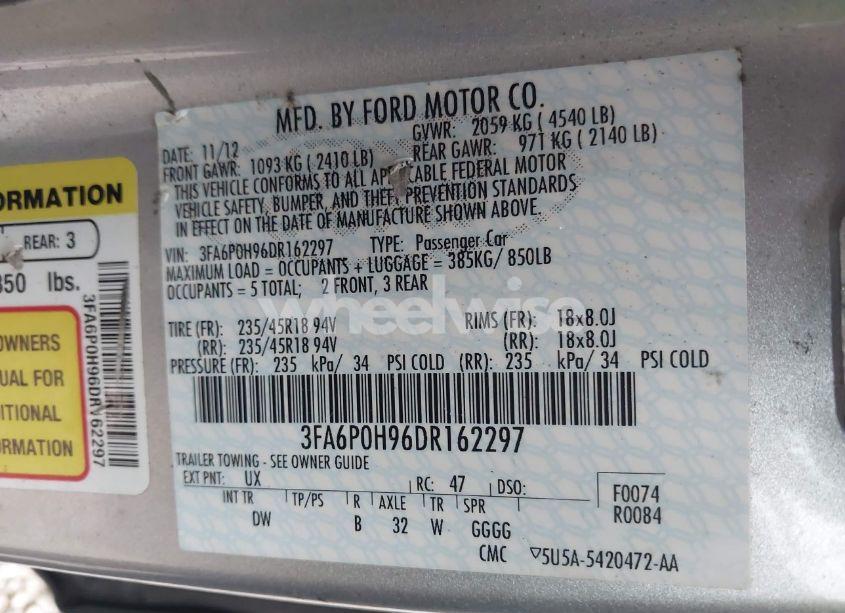 MFD. BY FORD MOTOR CO.
DATE: 11/12 GVWR: 2059 KG ( 4540 LB)
FRONT GAWR: 1093 KG ( 2410 LB) REAR GAWR: 971 KG ( 2140 LB)
THIS VEHICLE CONFORMS TO ALL APPLICABLE FEDERAL MOTOR
VEHICLE SAFETY, BUMPER, AND THEFT PREVENTION STANDARDS
IN EFFECT ON THE DATE OF MANUFACTURE SHOWN ABOVE.
VIN: 3FA6P0H96DR162297 TYPE: Passenger Car
MAXIMUM LOAD = OCCUPANTS + LUGGAGE = 385KG/ 850LB
OCCUPANTS = 5 TOTAL; 2 FRONT, 3 REAR
wheelwise
TIRE (FR): 235/45R18 94V RIMS (FR): 18x8.0J
(RR): 235/45R18 94V (RR): 18x8.0J
PRESSURE (FR): 235 kPa/ 34 PSI COLD (RR): 235 kPa/ 34 PSI COLD
3FA6P0H96DR162297
TRAILER TOWING - SEE OWNER GUIDE
EXT PNT: UX RC: 47 DSO:
INT TR TP/PS R AXLE TR SPR
DW B 32 W GGGG
F0074
R0084
CMC ▽5U5A-5420472-AA
ORMATION
REAR: 3
850 lbs.
OWNERS
UAL FOR
ITIONAL
ORMATION
3FA6P0H96DR162297